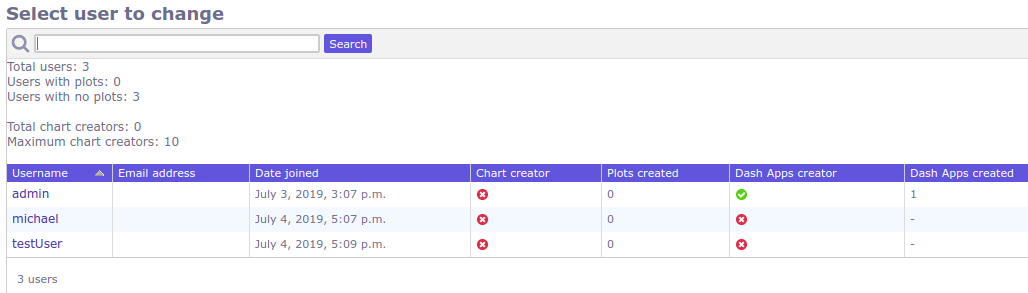 Select user to change
Search
Total users: 3
Users with plots: 0
Users with no plots: 3
Total chart creators: 0
Maximum chart creators: 10
Username Email address Date joined Chart creator Plots created Dash Apps creator Dash Apps created
admin July 3, 2019, 3:07 p.m. 0 1
michael July 4, 2019, 5:07 p.m. 0 -
testUser July 4, 2019, 5:09 p.m. 0 -
3 users